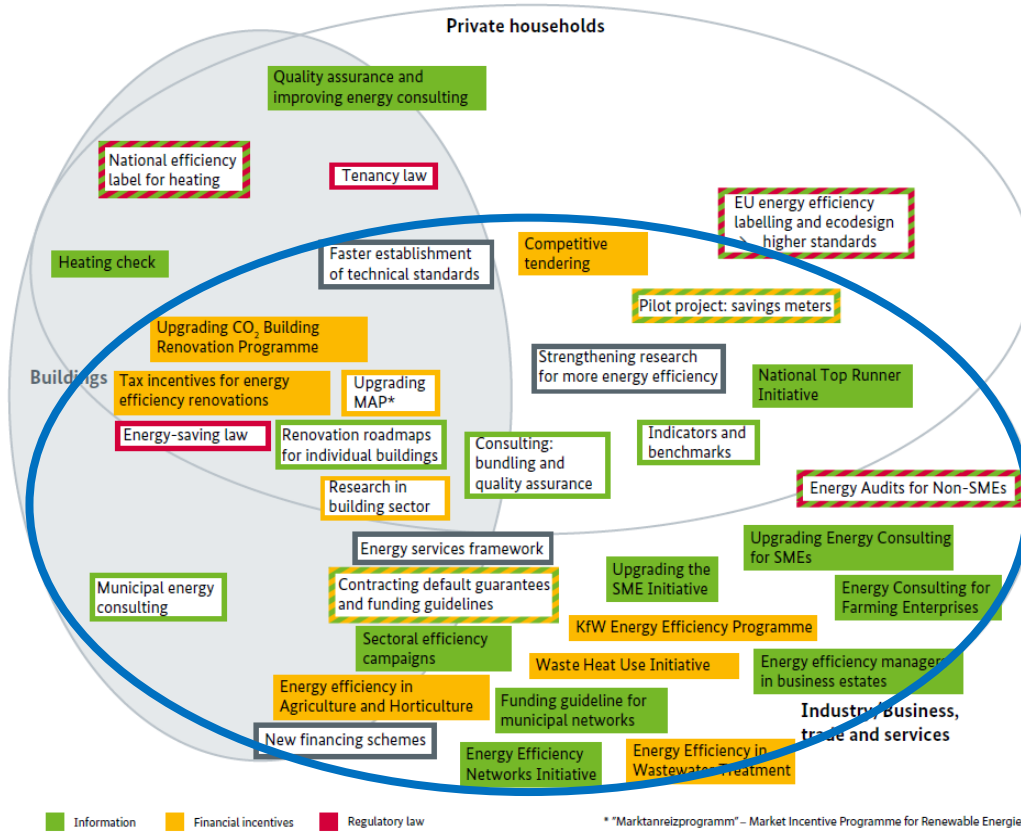 Private households
Quality assurance and
improving energy consulting
National efficiency
label for heating
Tenancy law
EU energy efficiency
labelling and ecodesign
higher standards
Heating check
Faster establishment
of technical standards
Competitive
tendering
Pilot project: savings meters
Upgrading CO₂ Building
Renovation Programme
Strengthening research
for more energy efficiency
National Top Runner
Initiative
Buildings
Tax incentives for energy
efficiency renovations
Upgrading
MAP*
Energy-saving law
Renovation roadmaps
for individual buildings
Consulting:
bundling and
quality assurance
Indicators and
benchmarks
Research in
building sector
Energy Audits for Non-SMEs
Energy services framework
Upgrading Energy Consulting
for SMEs
Municipal energy
consulting
Contracting default guarantees
and funding guidelines
Upgrading the
SME Initiative
Energy Consulting for
Farming Enterprises
KfW Energy Efficiency Programme
Sectoral efficiency
campaigns
Waste Heat Use Initiative
Energy efficiency manager
in business estates
Energy efficiency in
Agriculture and Horticulture
Funding guideline for
municipal networks
Industry/Business,
trade and services
New financing schemes
Energy Efficiency
Networks Initiative
Energy Efficiency in
Wastewater Treatment
Information
Financial incentives
Regulatory law
* "Marktanreizprogramm" – Market Incentive Programme for Renewable Energie